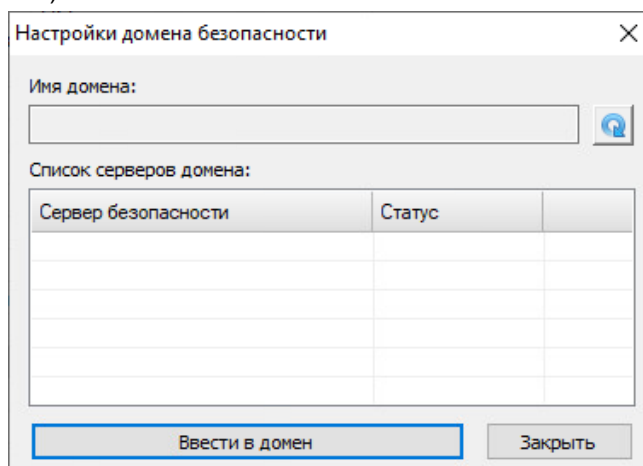 Настройки домена безопасности
Имя домена:
Список серверов домена:
Сервер безопасности Статус
Ввести в домен Закрыть